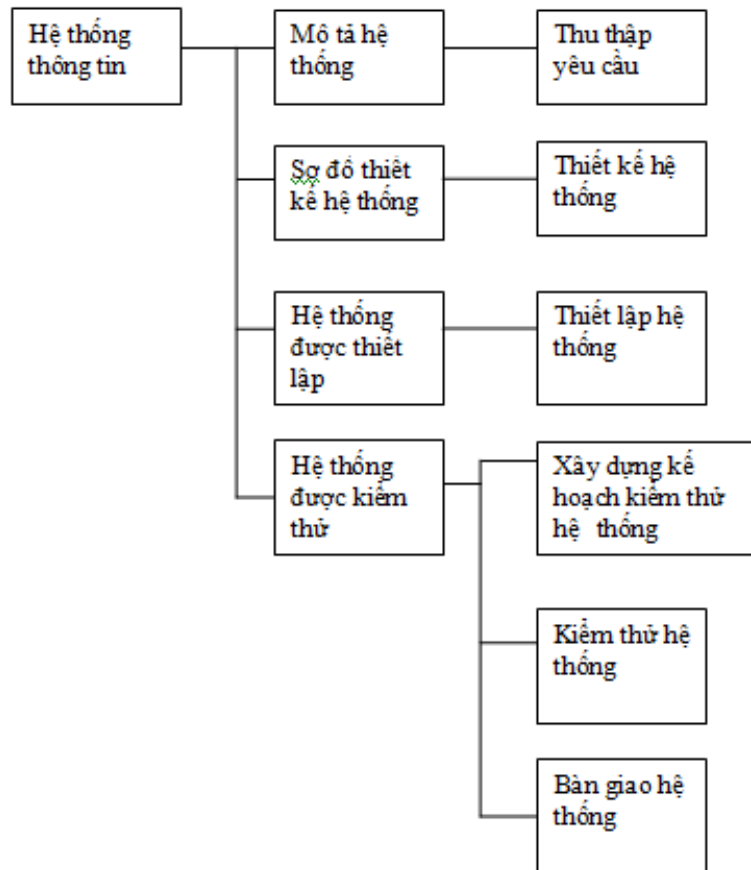 Hệ thống
thông tin
Mô tả hệ
thống
Thu thập
yêu cầu
Sơ đồ thiết
kế hệ thống
Thiết kế hệ
thống
Hệ thống
được thiết
lập
Thiết lập hệ
thống
Hệ thống
được kiểm
thử
Xây dựng kế
hoạch kiểm thử
hệ thống
Kiểm thử hệ
thống
Bàn giao hệ
thống